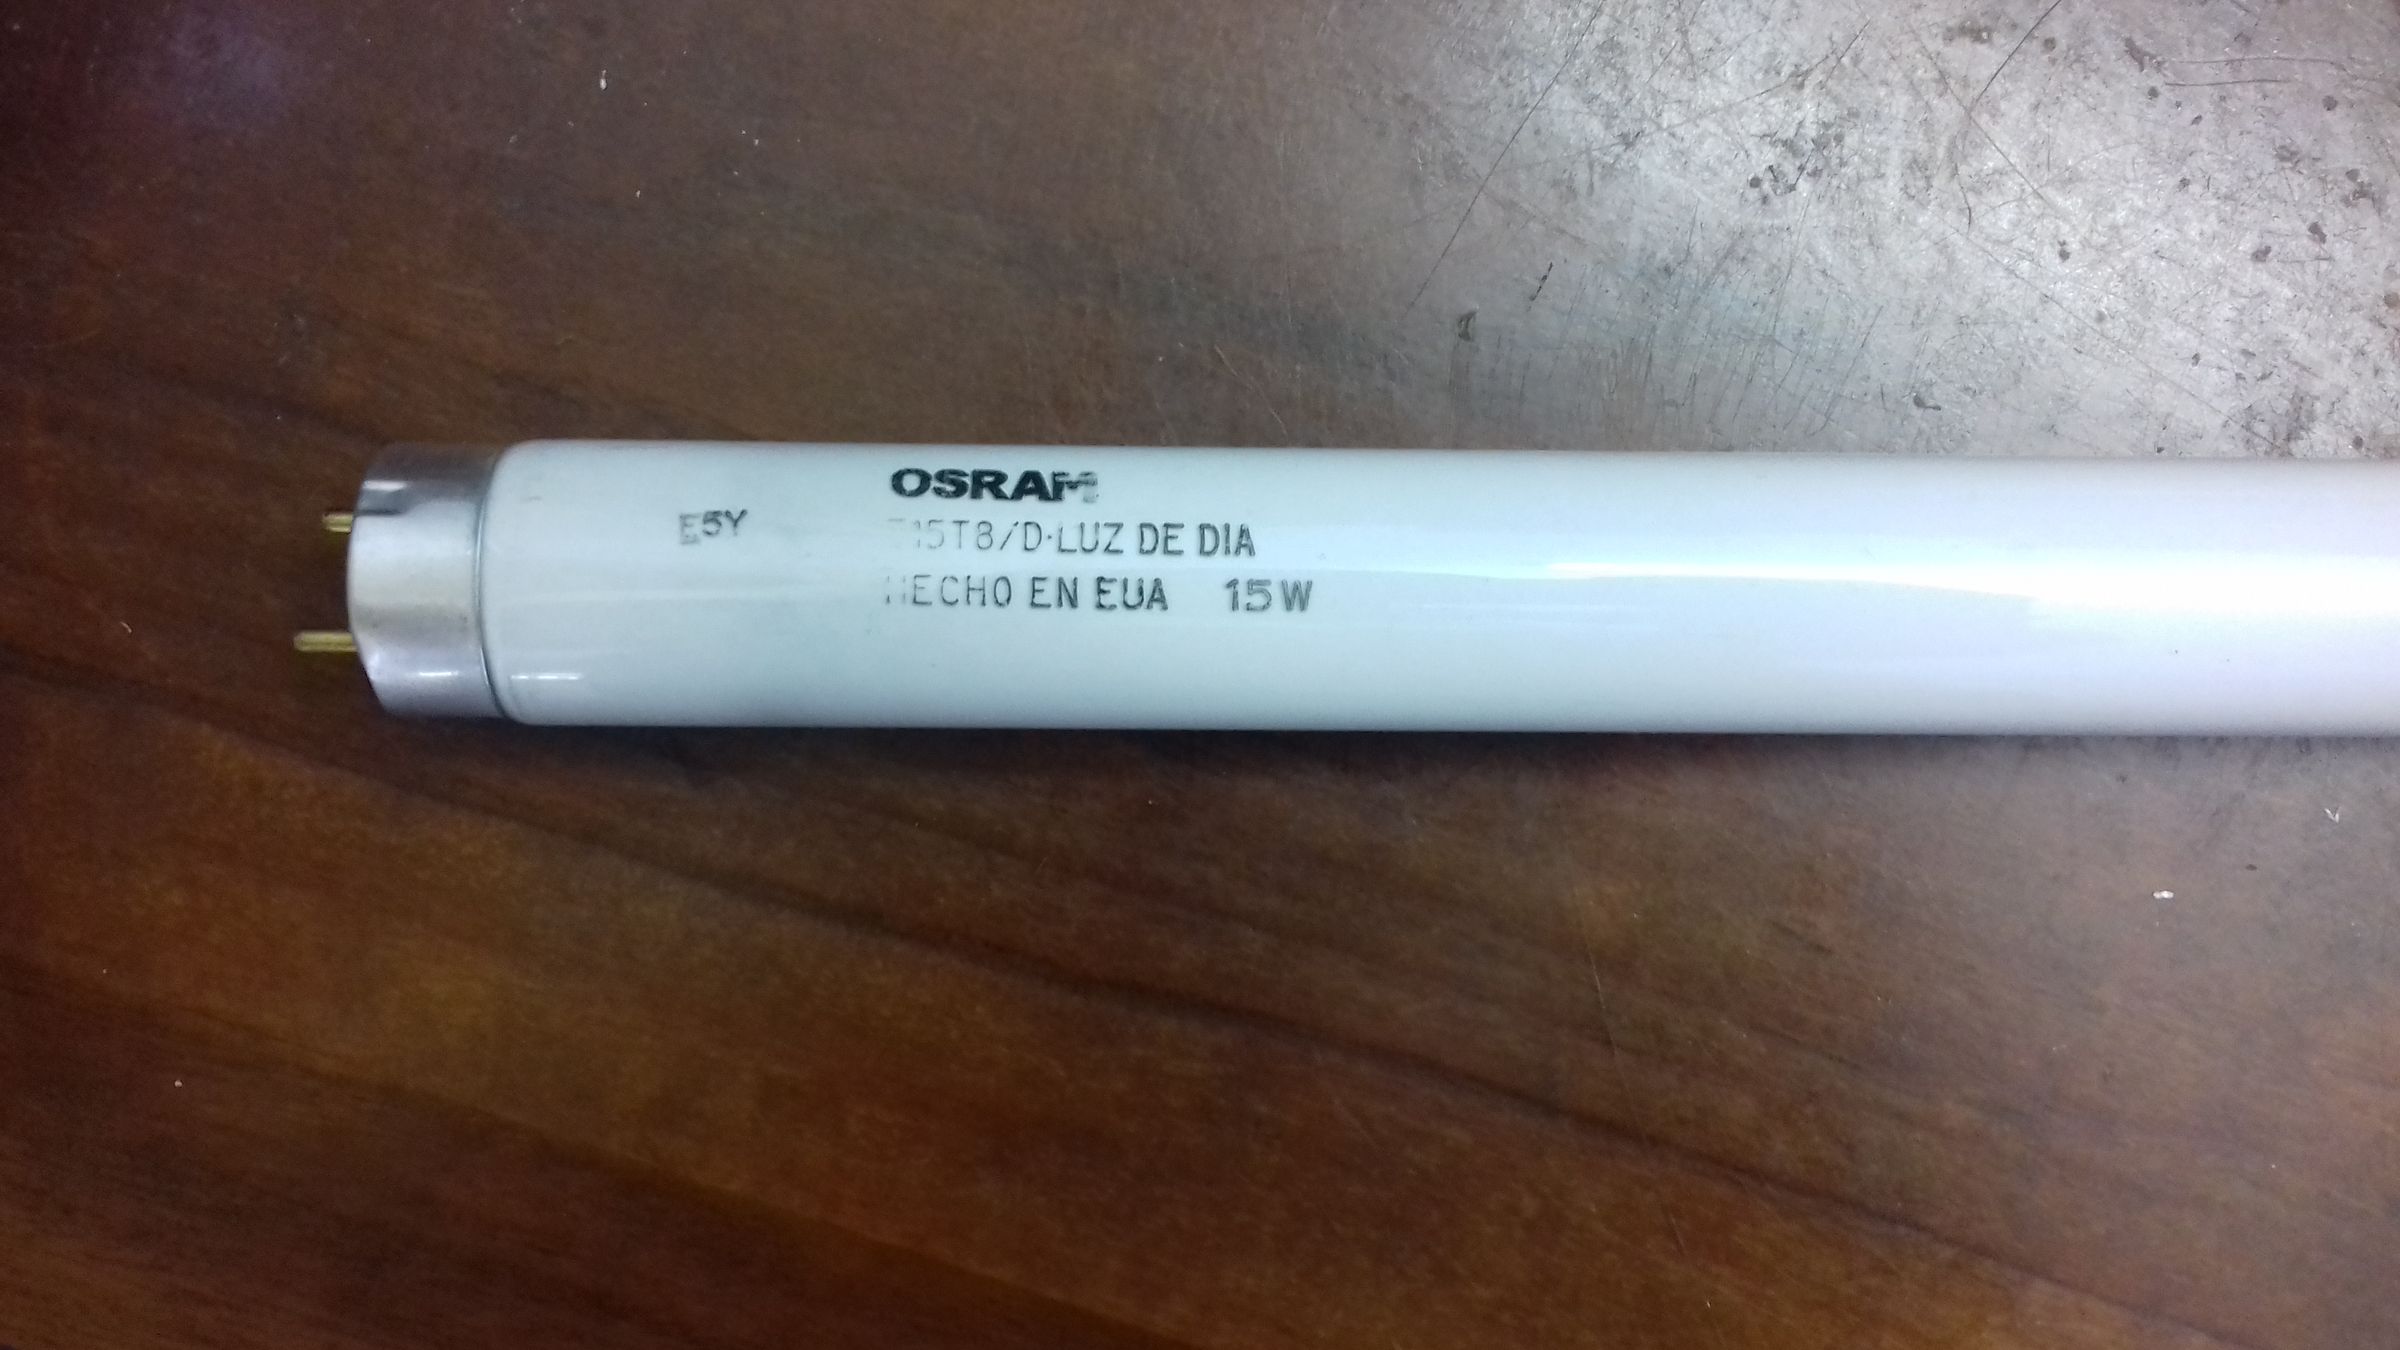 OSRAM
E5Y
F15T8/D·LUZ DE DIA
HECHO EN EUA 15W